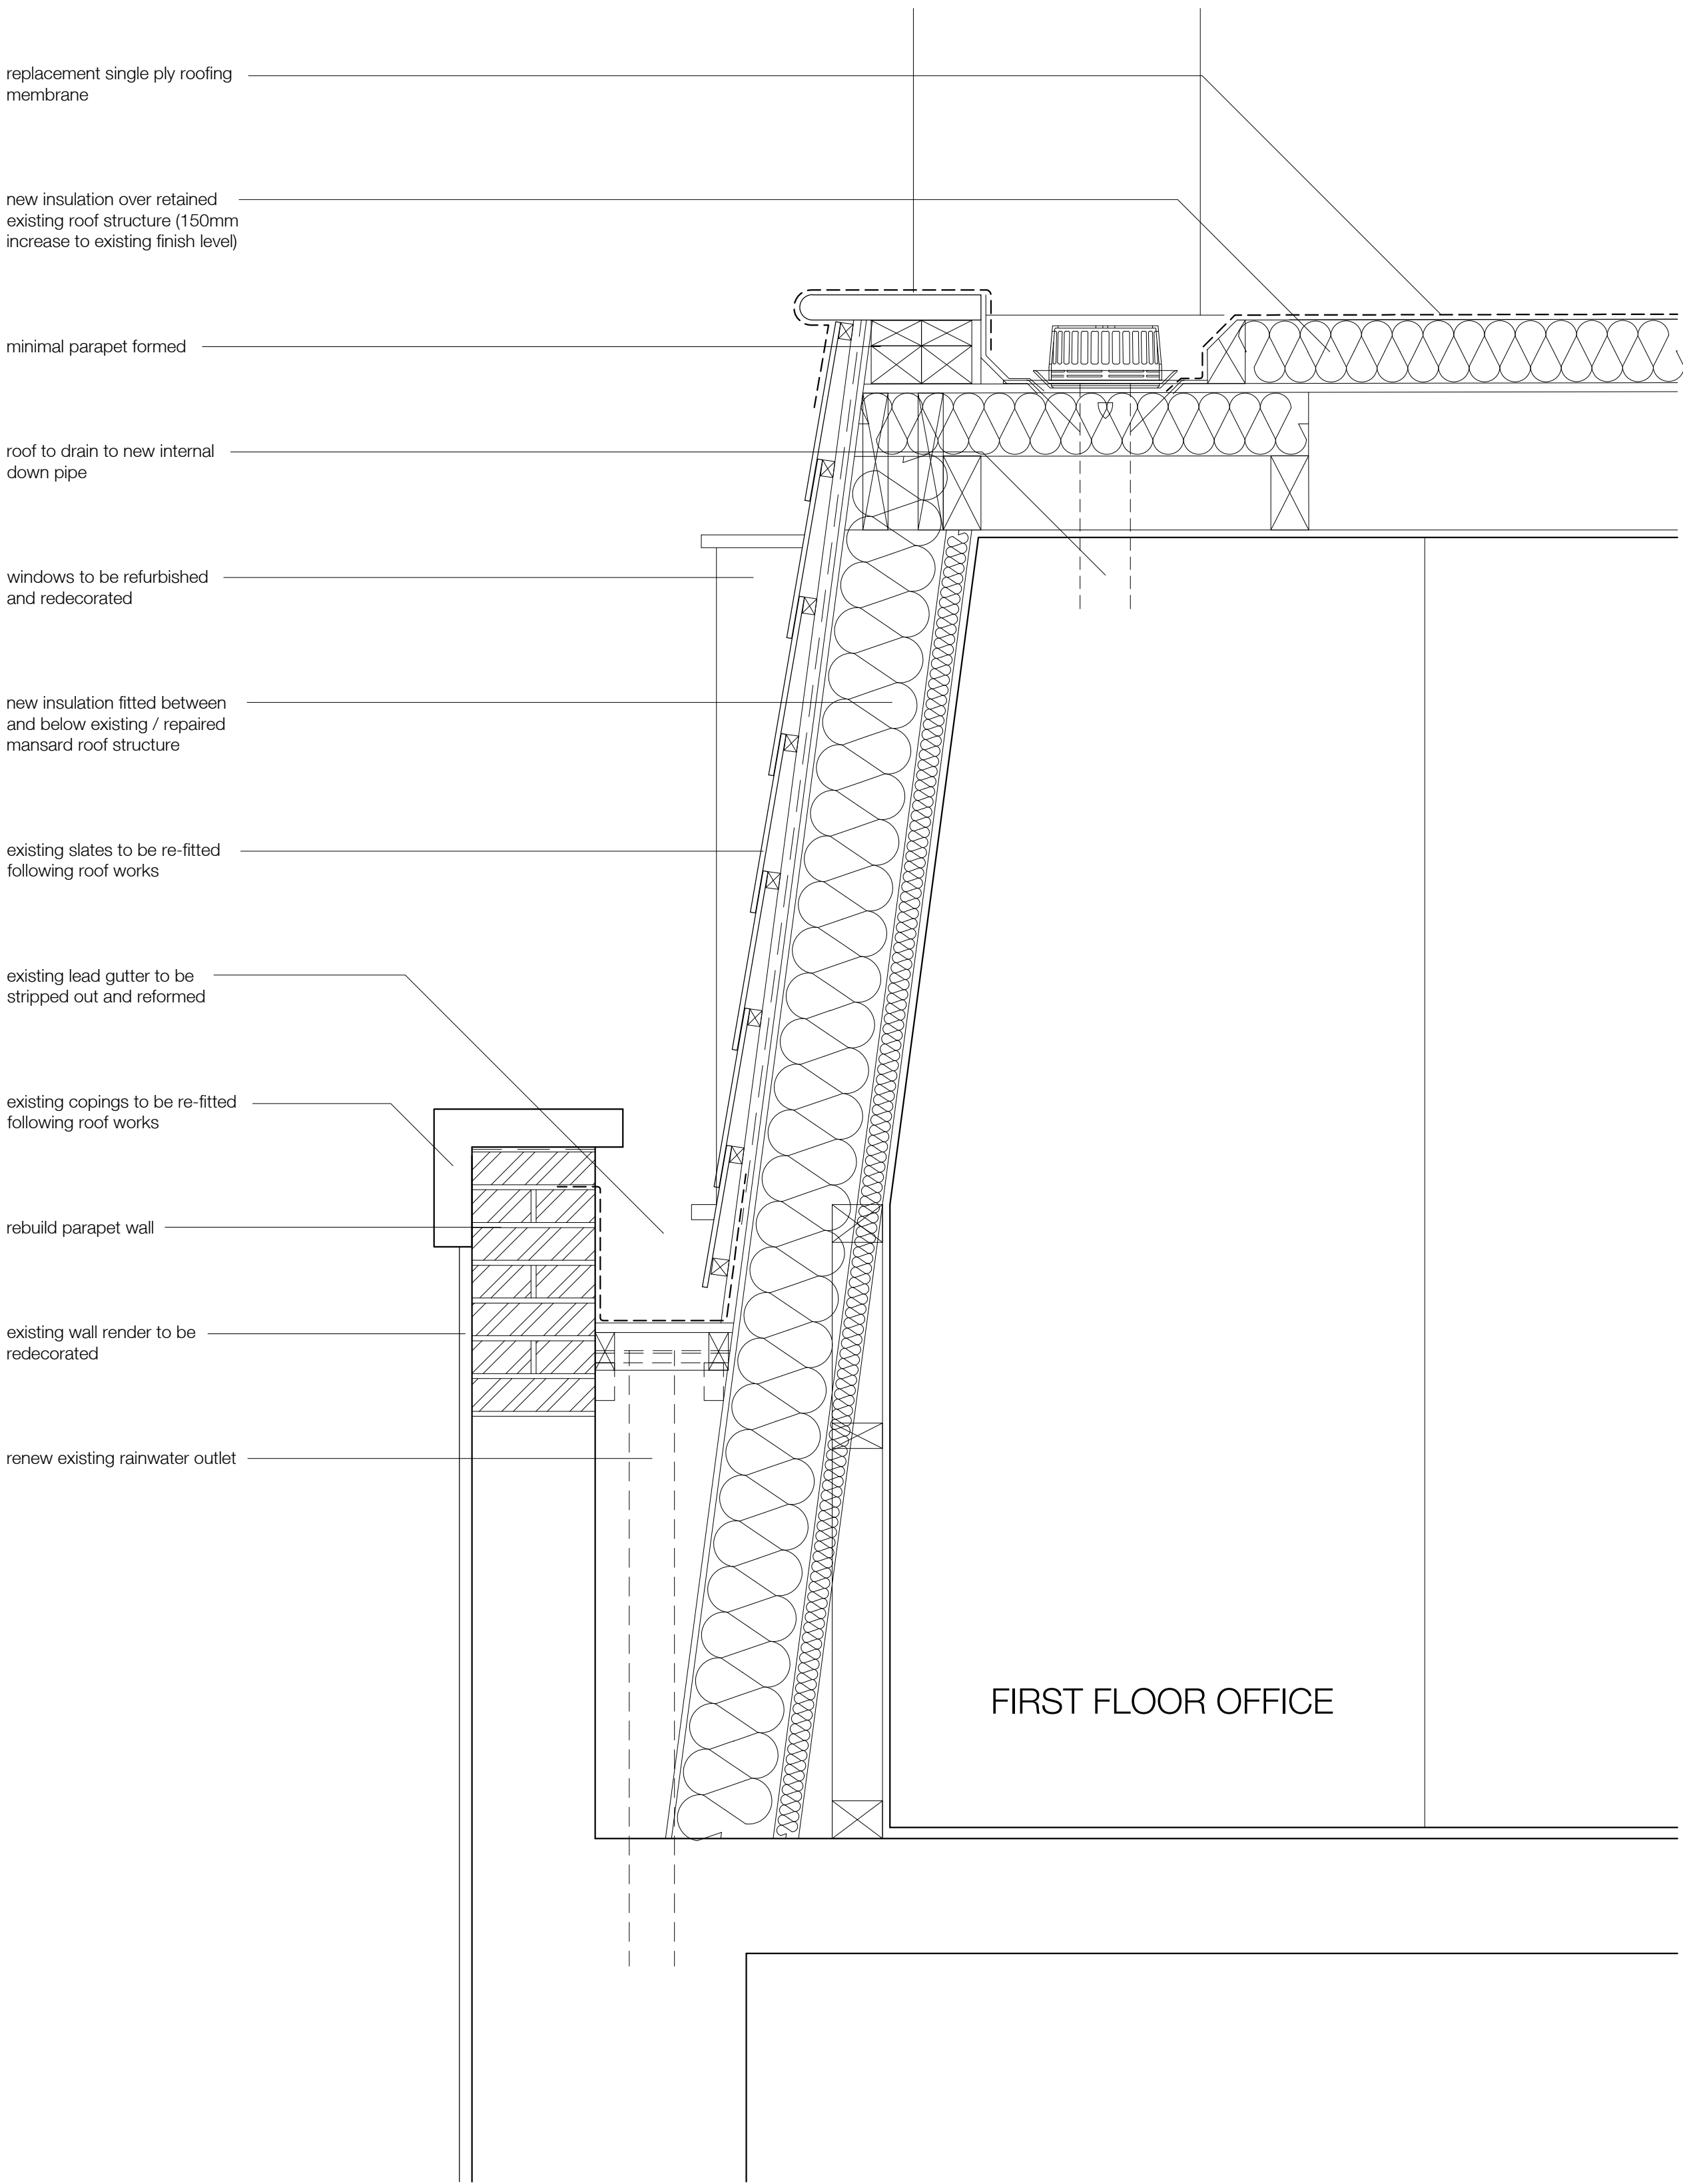 replacement single ply roofing
membrane
new insulation over retained
existing roof structure (150mm
increase to existing finish level)
minimal parapet formed
roof to drain to new internal
down pipe
windows to be refurbished
and redecorated
new insulation fitted between
and below existing / repaired
mansard roof structure
existing slates to be re-fitted
following roof works
existing lead gutter to be
stripped out and reformed
existing copings to be re-fitted
following roof works
rebuild parapet wall
existing wall render to be
redecorated
renew existing rainwater outlet
FIRST FLOOR OFFICE